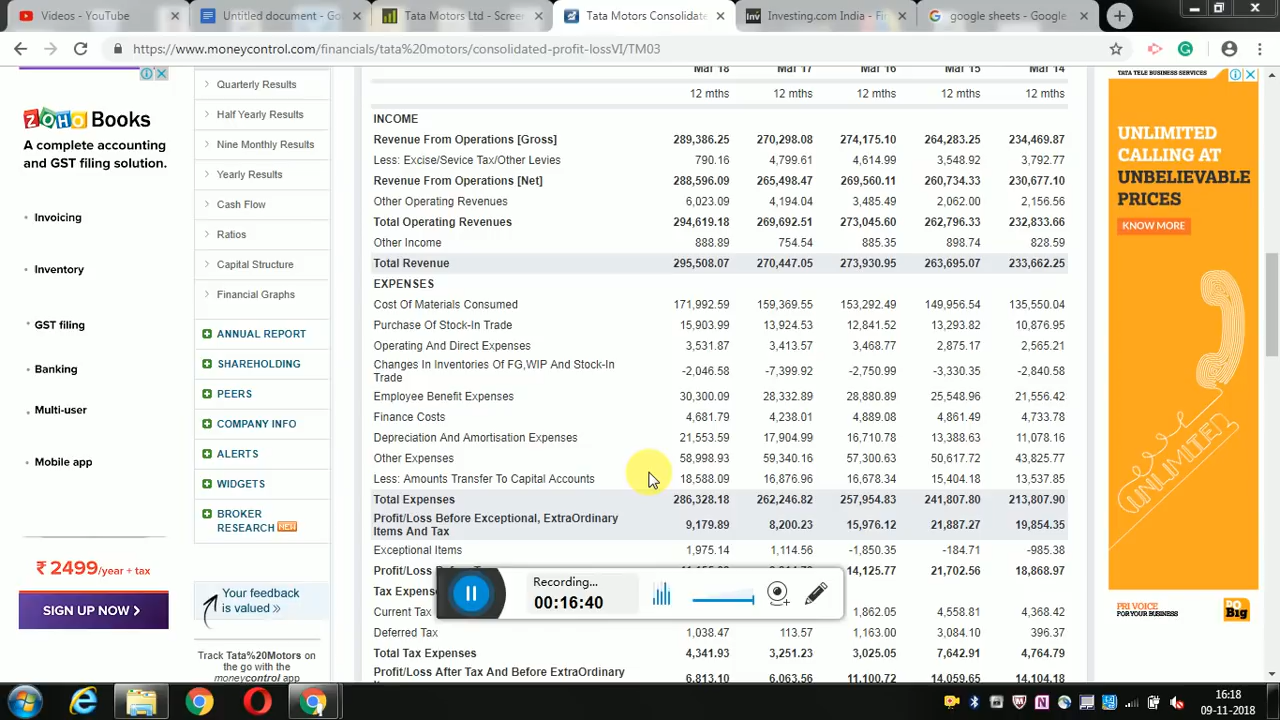 Videos - YouTube
Untitled document - Go
Tata Motors Ltd - Scree
Tata Motors Consolidate
Investing.com India - Fi
google sheets - Google
https://www.moneycontrol.com/financials/tata%20motors/consolidated-profit-lossVI/TM03
ZOHO Books
A complete accounting
and GST filing solution.
Invoicing
Inventory
GST filing
Banking
Multi-user
Mobile app
₹ 2499/year + tax
SIGN UP NOW
Quarterly Results
Half Yearly Results
Nine Monthly Results
Yearly Results
Cash Flow
Ratios
Capital Structure
Financial Graphs
ANNUAL REPORT
SHAREHOLDING
PEERS
COMPANY INFO
ALERTS
WIDGETS
BROKER
RESEARCH NEW
Your feedback
is valued »
Track Tata%20Motors
on the go with the
moneycontrol app
Mar 18 Mar 17 Mar 16 Mar 15 Mar 14
12 mths 12 mths 12 mths 12 mths 12 mths
INCOME
Revenue From Operations [Gross] 289,386.25 270,298.08 274,175.10 264,283.25 234,469.87
Less: Excise/Sevice Tax/Other Levies 790.16 4,799.61 4,614.99 3,548.92 3,792.77
Revenue From Operations [Net] 288,596.09 265,498.47 269,560.11 260,734.33 230,677.10
Other Operating Revenues 6,023.09 4,194.04 3,485.49 2,062.00 2,156.56
Total Operating Revenues 294,619.18 269,692.51 273,045.60 262,796.33 232,833.66
Other Income 888.89 754.54 885.35 898.74 828.59
Total Revenue 295,508.07 270,447.05 273,930.95 263,695.07 233,662.25
EXPENSES
Cost Of Materials Consumed 171,992.59 159,369.55 153,292.49 149,956.54 135,550.04
Purchase Of Stock-In Trade 15,903.99 13,924.53 12,841.52 13,293.82 10,876.95
Operating And Direct Expenses 3,531.87 3,413.57 3,468.77 2,875.17 2,565.21
Changes In Inventories Of FG,WIP And Stock-In
Trade -2,046.58 -7,399.92 -2,750.99 -3,330.35 -2,840.58
Employee Benefit Expenses 30,300.09 28,332.89 28,880.89 25,548.96 21,556.42
Finance Costs 4,681.79 4,238.01 4,889.08 4,861.49 4,733.78
Depreciation And Amortisation Expenses 21,553.59 17,904.99 16,710.78 13,388.63 11,078.16
Other Expenses 58,998.93 59,340.16 57,300.63 50,617.72 43,825.77
Less: Amounts Transfer To Capital Accounts 18,588.09 16,876.96 16,678.34 15,404.18 13,537.85
Total Expenses 286,328.18 262,246.82 257,954.83 241,807.80 213,807.90
Profit/Loss Before Exceptional, ExtraOrdinary
Items And Tax 9,179.89 8,200.23 15,976.12 21,887.27 19,854.35
Exceptional Items 1,975.14 1,114.56 -1,850.35 -184.71 -985.38
14,125.77 21,702.56 18,868.97
Current Tax 1,862.05 4,558.81 4,368.42
Deferred Tax 1,038.47 113.57 1,163.00 3,084.10 396.37
Total Tax Expenses 4,341.93 3,251.23 3,025.05 7,642.91 4,764.79
Profit/Loss After Tax And Before ExtraOrdinary
6,813.10 6,063.56 11,100.72 14,059.65 14,104.18
Recording...
00:16:40
TATA TELE BUSINESS SERVICES
UNLIMITED
CALLING AT
UNBELIEVABLE
PRICES
KNOW MORE
UNLIMITED
PRI VOICE
FOR YOUR BUSINESS
DO
Big
16:18
09-11-2018